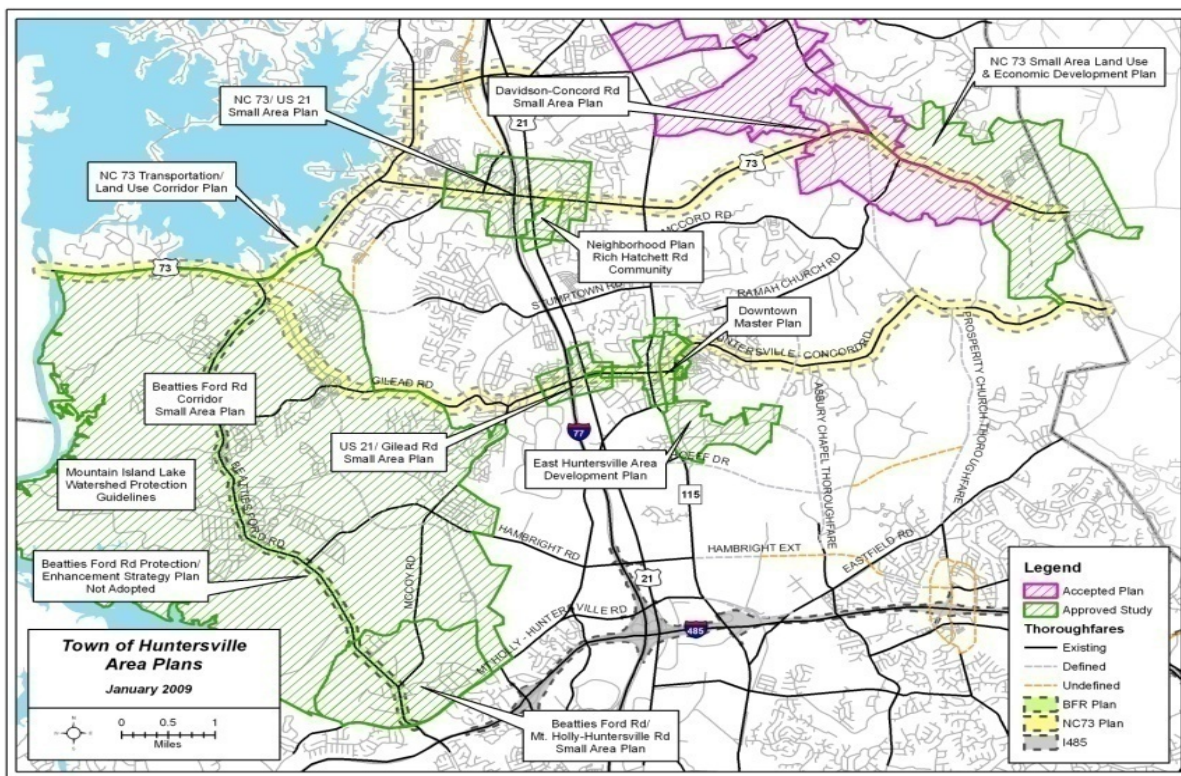 21
NC 73 Small Area Land Use
& Economic Development Plan
NC 73/ US 21
Small Area Plan
Davidson-Concord Rd
Small Area Plan
NC 73 Transportation/
Land Use Corridor Plan
73
MCCORD RD
Neighborhood Plan
Rich Hatchett Rd
Community
73
STUMPTOWN RD
RAMAH CHURCH RD
Downtown
Master Plan
HUNTERSVILLE-CONCORD RD
PROSPERITY CHURCH THOROUGHFARE
Beatties Ford Rd
Corridor
Small Area Plan
GILEAD RD
ASBURY CHAPEL THOROUGHFARE
77
US 21/ Gilead Rd
Small Area Plan
East Huntersville Area
Development Plan
Mountain Island Lake
Watershed Protection
Guidelines
115
BEATTIES FORD RD
HAMBRIGHT RD
HAMBRIGHT EXT
EASTFIELD RD
Beatties Ford Rd Protection/
Enhancement Strategy Plan
Not Adopted
MCCOY RD
21
MT HOLLY - HUNTERSVILLE RD
485
Town of Huntersville
Area Plans
January 2009
0 0.5 1
Miles
Beatties Ford Rd/
Mt. Holly-Huntersville Rd
Small Area Plan
Legend
Accepted Plan
Approved Study
Thoroughfares
Existing
Defined
Undefined
BFR Plan
NC73 Plan
I485